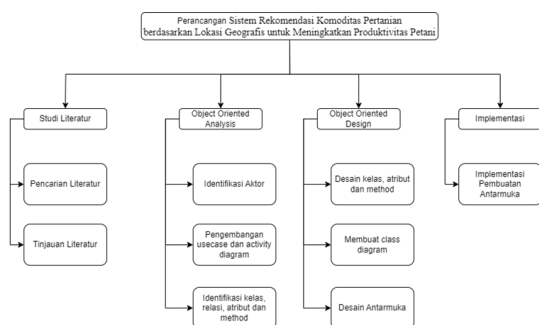 Perancangan Sistem Rekomendasi Komoditas Pertanian
berdasarkan Lokasi Geografis untuk Meningkatkan Produktivitas Petani
Studi Literatur
Pencarian Literatur
Tinjauan Literatur
Object Oriented
Analysis
Identifikasi Aktor
Pengembangan
usecase dan activity
diagram
Identifikasi kelas,
relasi, atribut dan
method
Object Oriented
Design
Desain kelas, atribut
dan method
Membuat class
diagram
Desain Antarmuka
Implementasi
Implementasi
Pembuatan
Antarmuka